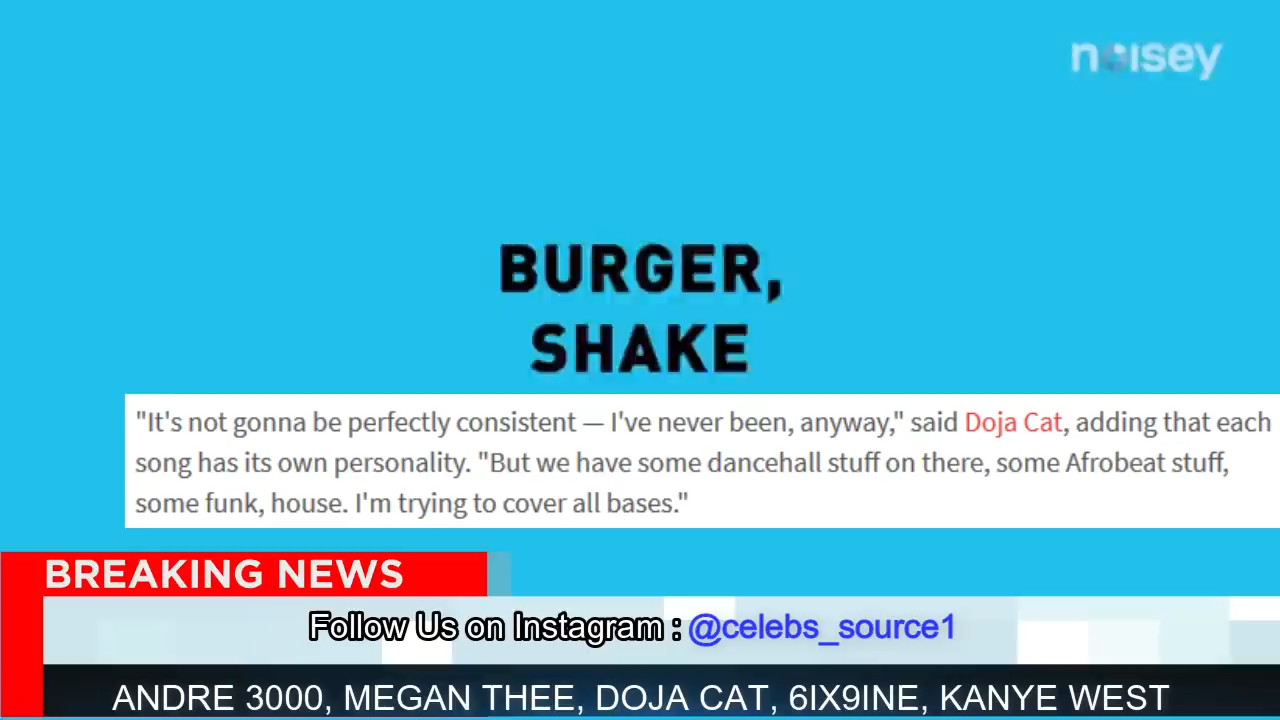 noisey
BURGER,
SHAKE
"It's not gonna be perfectly consistent — I've never been, anyway," said Doja Cat, adding that each
song has its own personality. "But we have some dancehall stuff on there, some Afrobeat stuff,
some funk, house. I'm trying to cover all bases."
BREAKING NEWS
Follow Us on Instagram : @celebs_source1
ANDRE 3000, MEGAN THEE, DOJA CAT, 6IX9INE, KANYE WEST